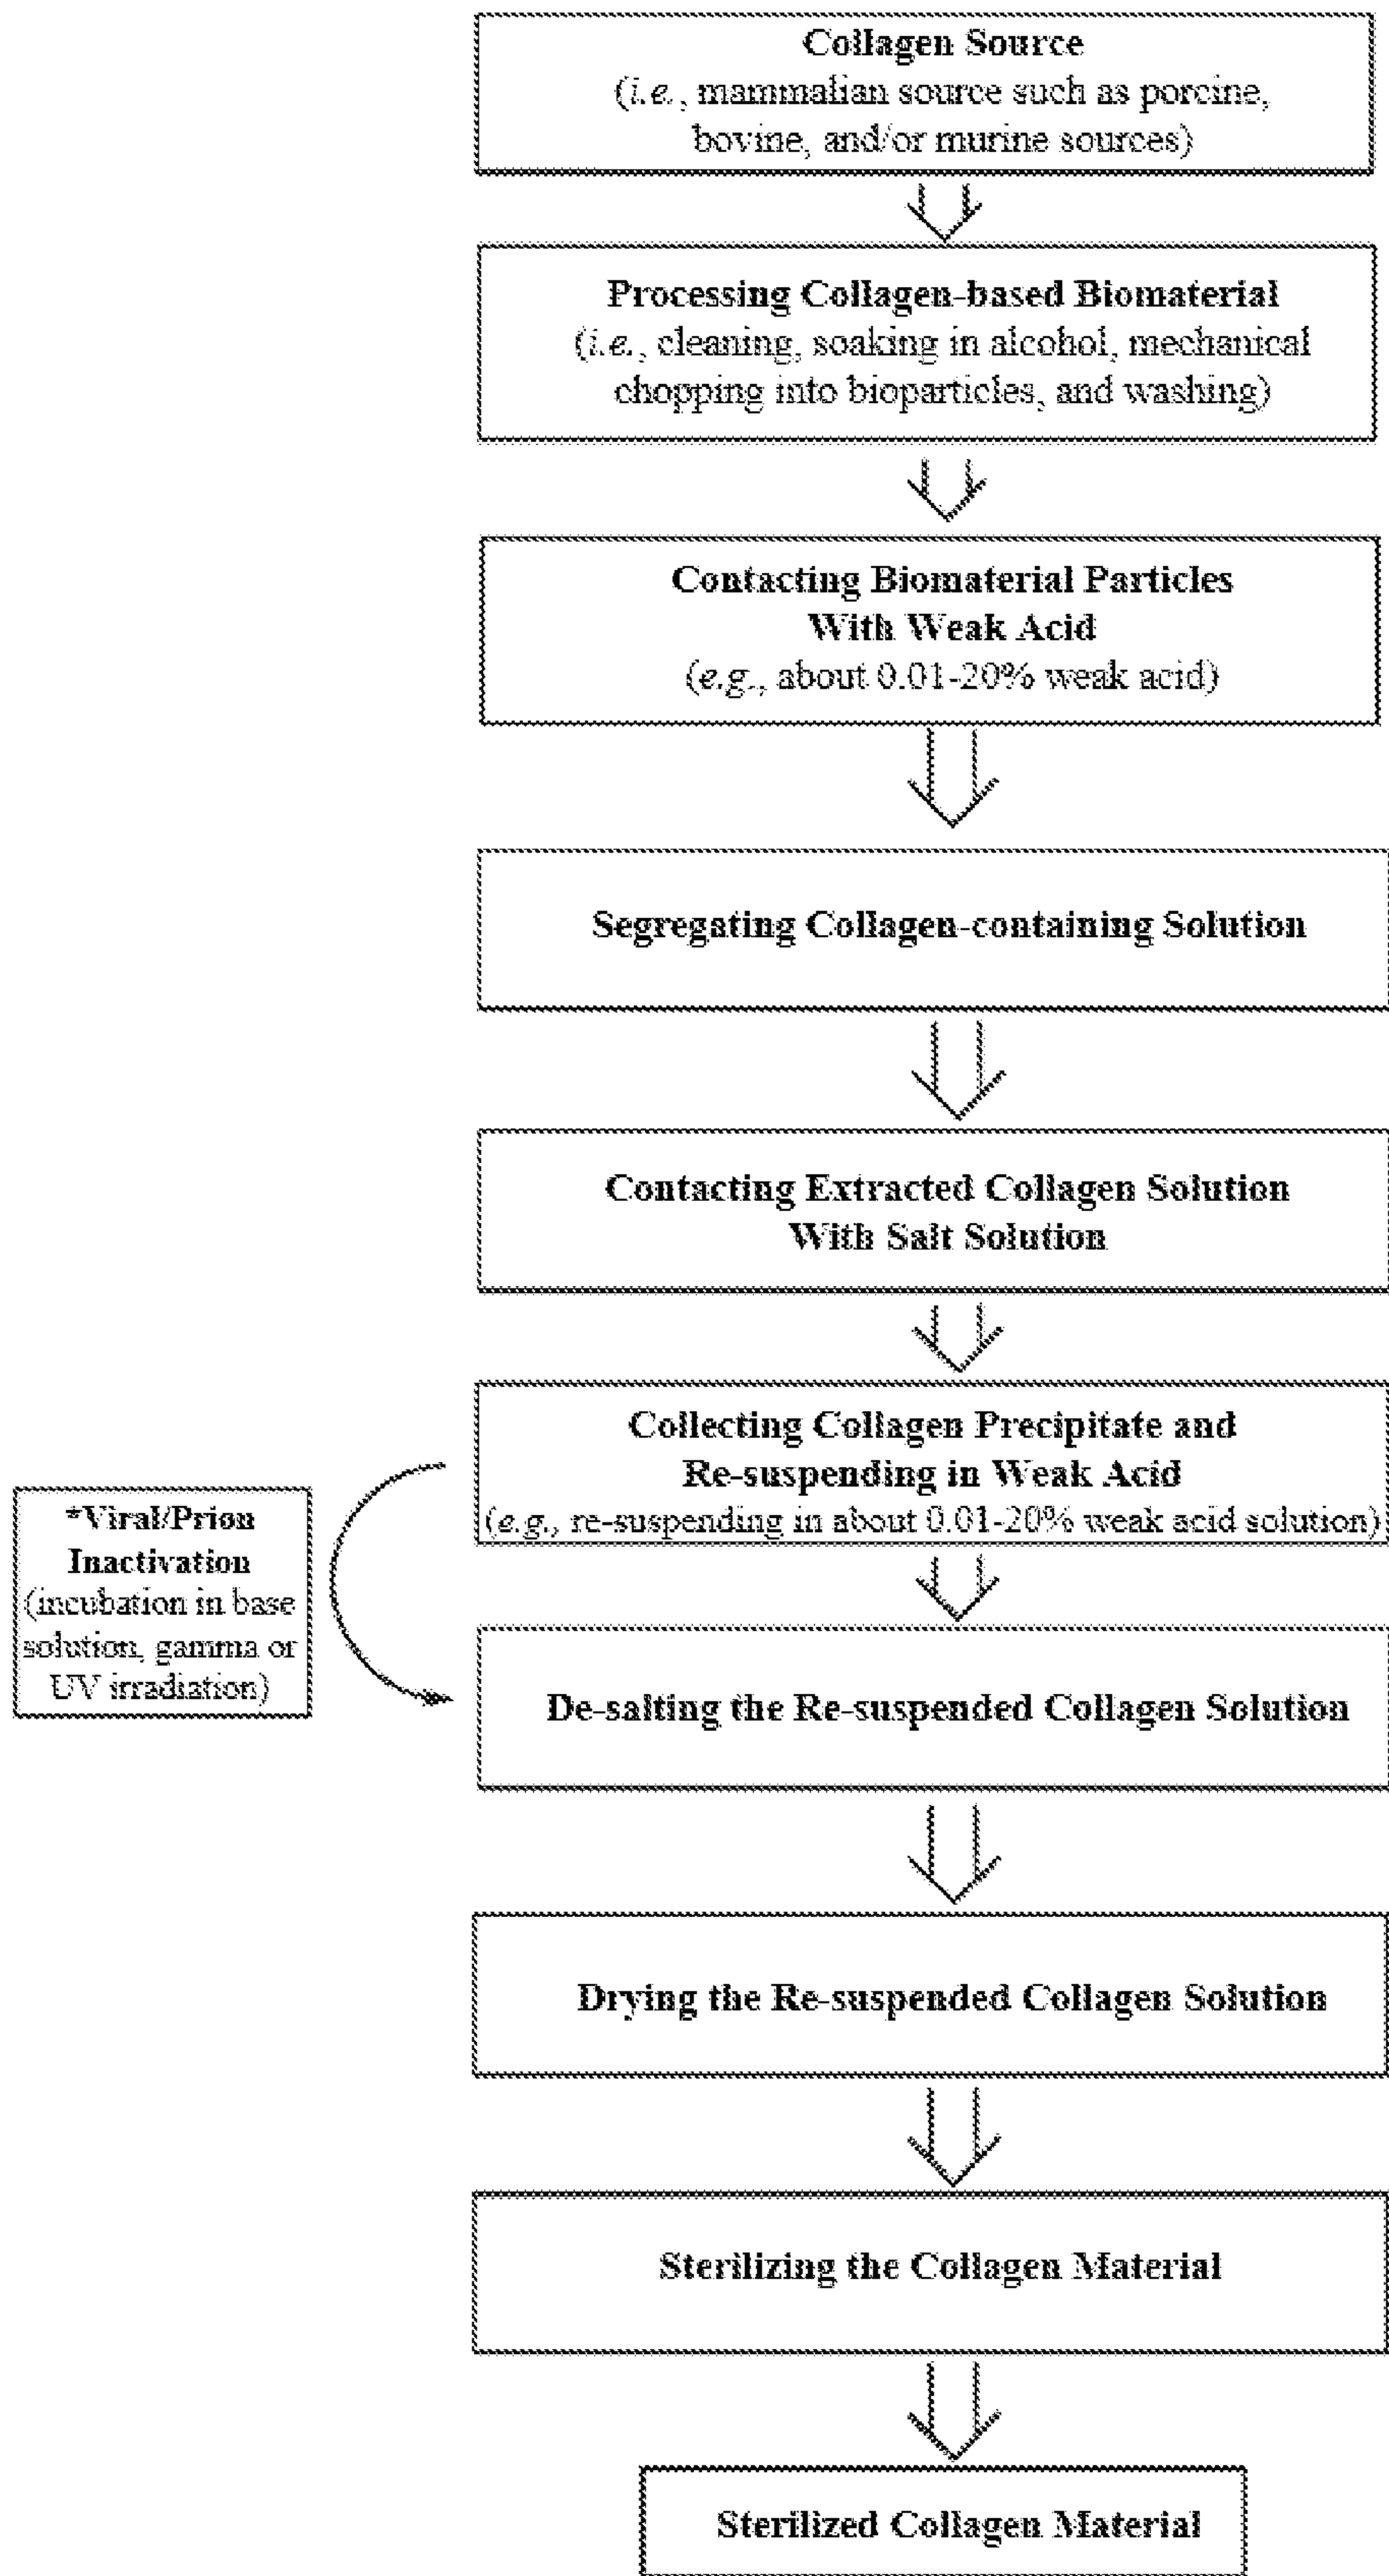 Collagen Source
(i.e., mammalian source such as porcine,
bovine, and/or murine sources)
Processing Collagen-based Biomaterial
(i.e., cleaning, soaking in alcohol, mechanical
chopping into bioparticles, and washing)
Contacting Biomaterial Particles
With Weak Acid
(e.g., about 0.01-20% weak acid)
Segregating Collagen-containing Solution
Contacting Extracted Collagen Solution
With Salt Solution
Collecting Collagen Precipitate and
Re-suspending in Weak Acid
(e.g., re-suspending in about 0.01-20% weak acid solution)
*Viral/Prion
Inactivation
(incubation in base
solution, gamma or
UV irradiation)
De-salting the Re-suspended Collagen Solution
Drying the Re-suspended Collagen Solution
Sterilizing the Collagen Material
Sterilized Collagen Material